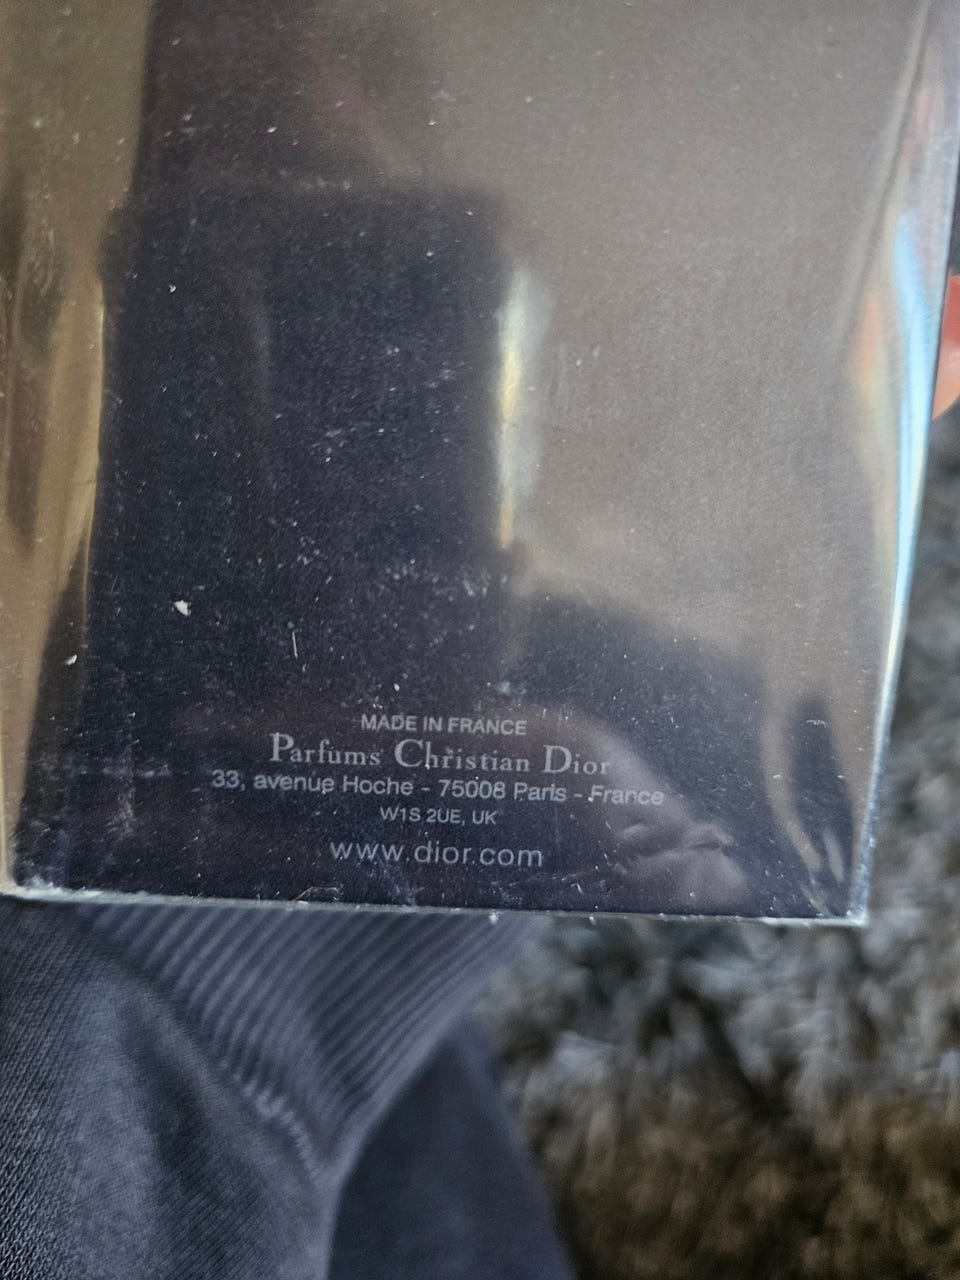 MADE IN FRANCE
Parfums Christian Dior
33, avenue Hoche - 75008 Paris - France
W1S 2UE, UK
www.dior.com